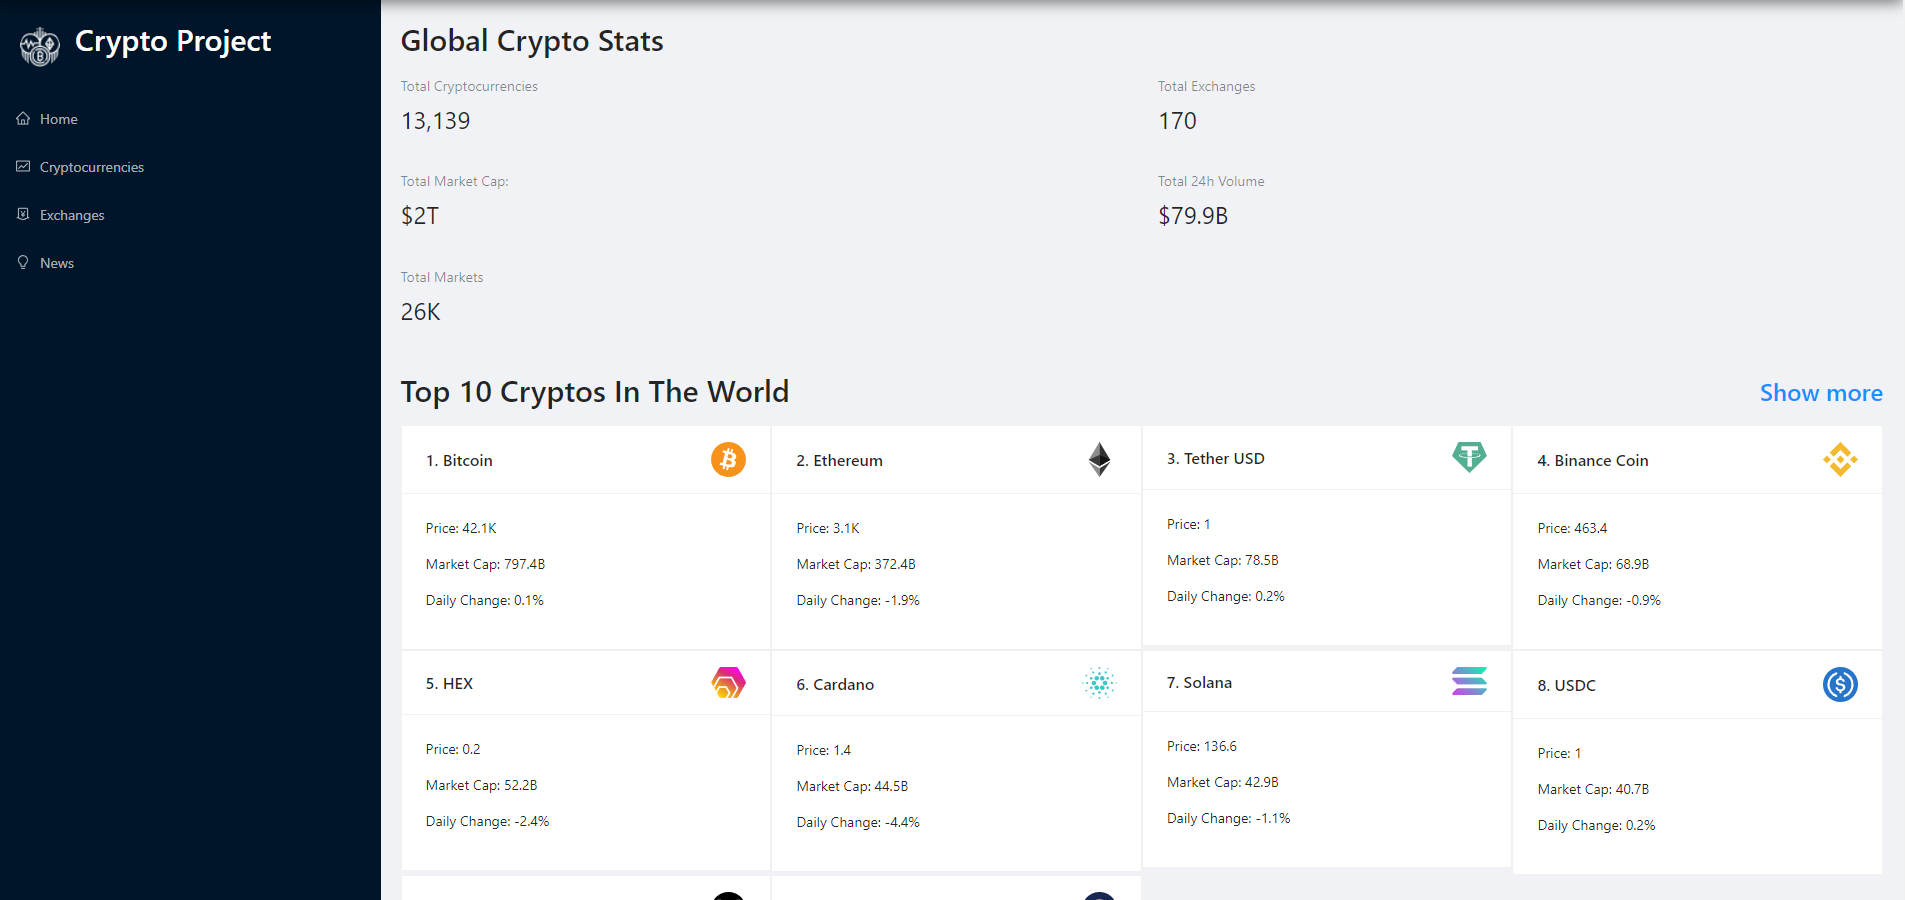 Crypto Project
Home
Cryptocurrencies
Exchanges
News
Global Crypto Stats
Total Cryptocurrencies
13,139
Total Exchanges
170
Total Market Cap:
$2T
Total 24h Volume
$79.9B
Total Markets
26K
Top 10 Cryptos In The World
Show more
1. Bitcoin
Price: 42.1K
Market Cap: 797.4B
Daily Change: 0.1%
2. Ethereum
Price: 3.1K
Market Cap: 372.4B
Daily Change: -1.9%
3. Tether USD
Price: 1
Market Cap: 78.5B
Daily Change: 0.2%
4. Binance Coin
Price: 463.4
Market Cap: 68.9B
Daily Change: -0.9%
5. HEX
Price: 0.2
Market Cap: 52.2B
Daily Change: -2.4%
6. Cardano
Price: 1.4
Market Cap: 44.5B
Daily Change: -4.4%
7. Solana
Price: 136.6
Market Cap: 42.9B
Daily Change: -1.1%
8. USDC
Price: 1
Market Cap: 40.7B
Daily Change: 0.2%